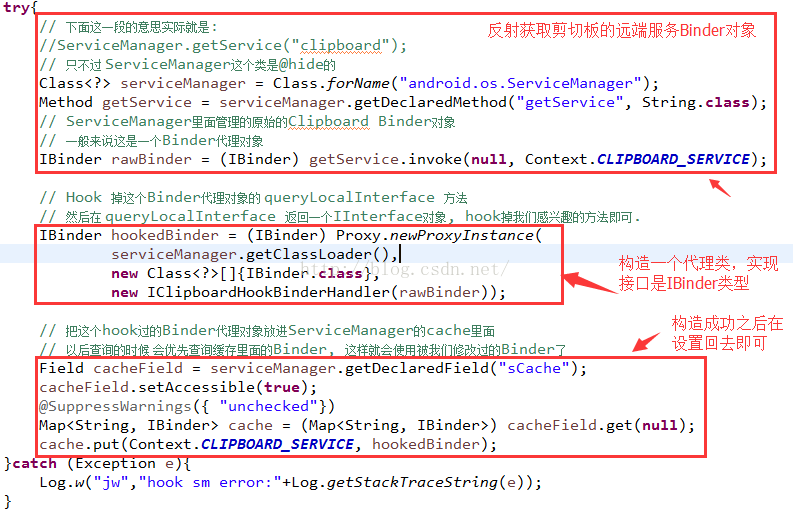 try{
// 下面这一段的意思实际就是:
//ServiceManager.getService("clipboard");
// 只不过 ServiceManager这个类是@hide的
Class<?> serviceManager = Class.forName("android.os.ServiceManager");
Method getService = serviceManager.getDeclaredMethod("getService", String.class);
// ServiceManager里面管理的原始的Clipboard Binder对象
// 一般来说这是一个Binder代理对象
IBinder rawBinder = (IBinder) getService.invoke(null, Context.CLIPBOARD_SERVICE);
反射获取剪切板的远端服务Binder对象
// Hook 掉这个Binder代理对象的 queryLocalInterface 方法
// 然后在 queryLocalInterface 返回一个IInterface对象, hook掉我们感兴趣的方法即可.
IBinder hookedBinder = (IBinder) Proxy.newProxyInstance(
serviceManager.getClassLoader(),
new Class<?>[]{IBinder.class},
new IClipboardHookBinderHandler(rawBinder));
http://blog.csdn.net/
构造一个代理类，实现
接口是IBinder类型
// 把这个hook过的Binder代理对象放进ServiceManager的cache里面
// 以后查询的时候 会优先查询缓存里面的Binder, 这样就会使用被我们修改过的Binder了
构造成功之后在
设置回去即可
Field cacheField = serviceManager.getDeclaredField("sCache");
cacheField.setAccessible(true);
@SuppressWarnings({ "unchecked"})
Map<String, IBinder> cache = (Map<String, IBinder>) cacheField.get(null);
cache.put(Context.CLIPBOARD_SERVICE, hookedBinder);
}catch (Exception e){
Log.w("jw","hook sm error:"+Log.getStackTraceString(e));
}